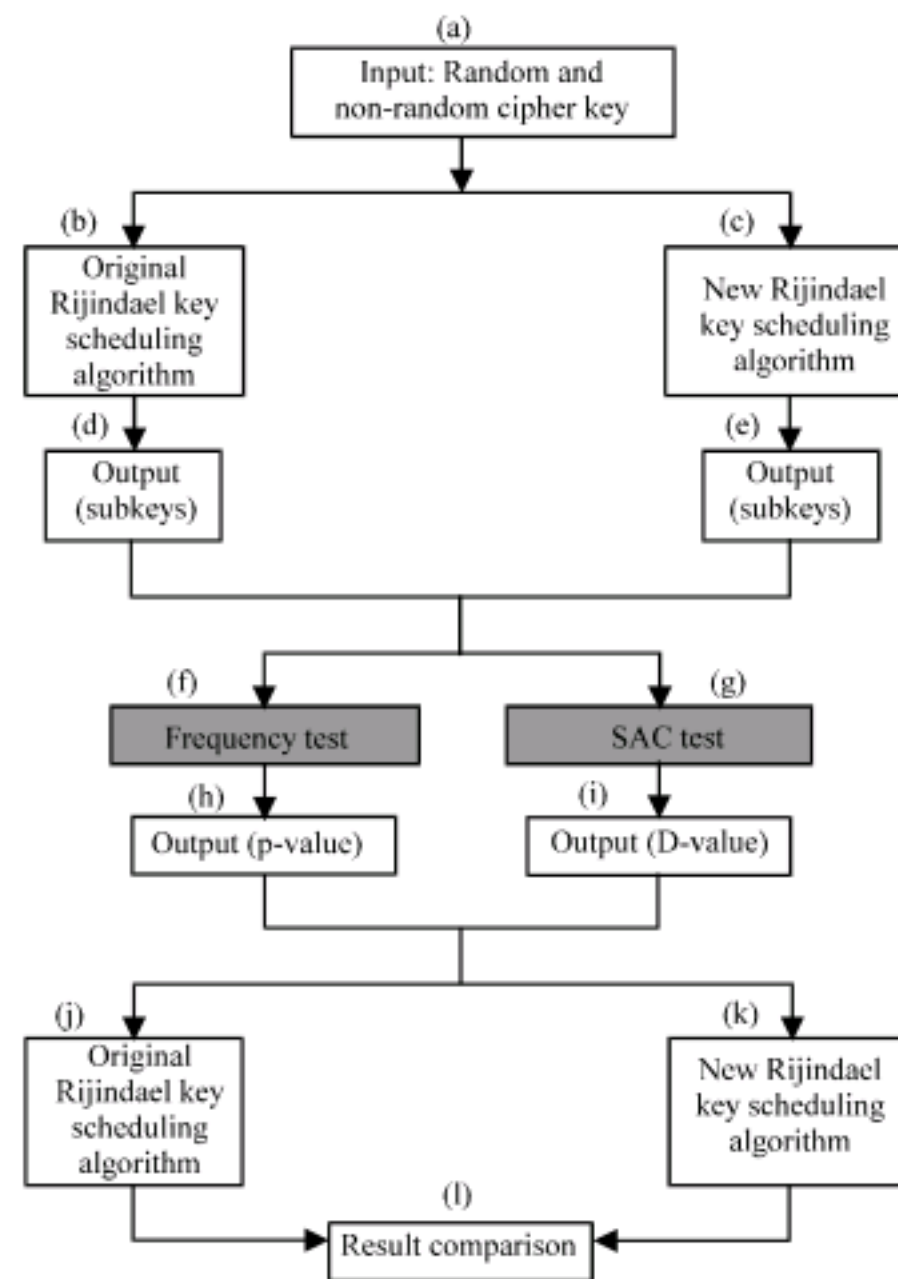 (a)
Input: Random and
non-random cipher key
(b)
Original
Rijindael key
scheduling
algorithm
(c)
New Rijindael
key scheduling
algorithm
(d)
Output
(subkeys)
(e)
Output
(subkeys)
(f)
Frequency test
(g)
SAC test
(h)
Output (p-value)
(i)
Output (D-value)
(j)
Original
Rijindael key
scheduling
algorithm
(k)
New Rijindael
key scheduling
algorithm
(l)
Result comparison